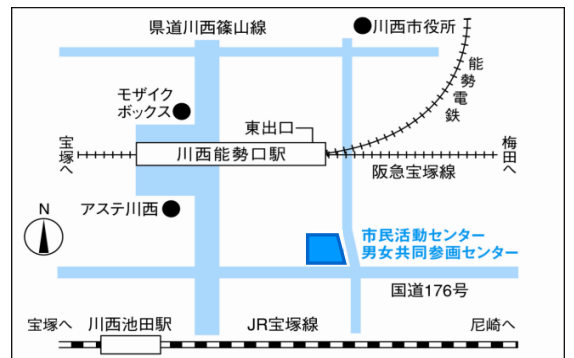 県道川西篠山線
川西市役所
能勢電鉄
モザイク
ボックス
東出口
宝塚へ
川西能勢口駅
梅田へ
阪急宝塚線
アステ川西
N
市民活動センター
男女共同参画センター
国道176号
宝塚へ
川西池田駅
JR宝塚線
尼崎へ